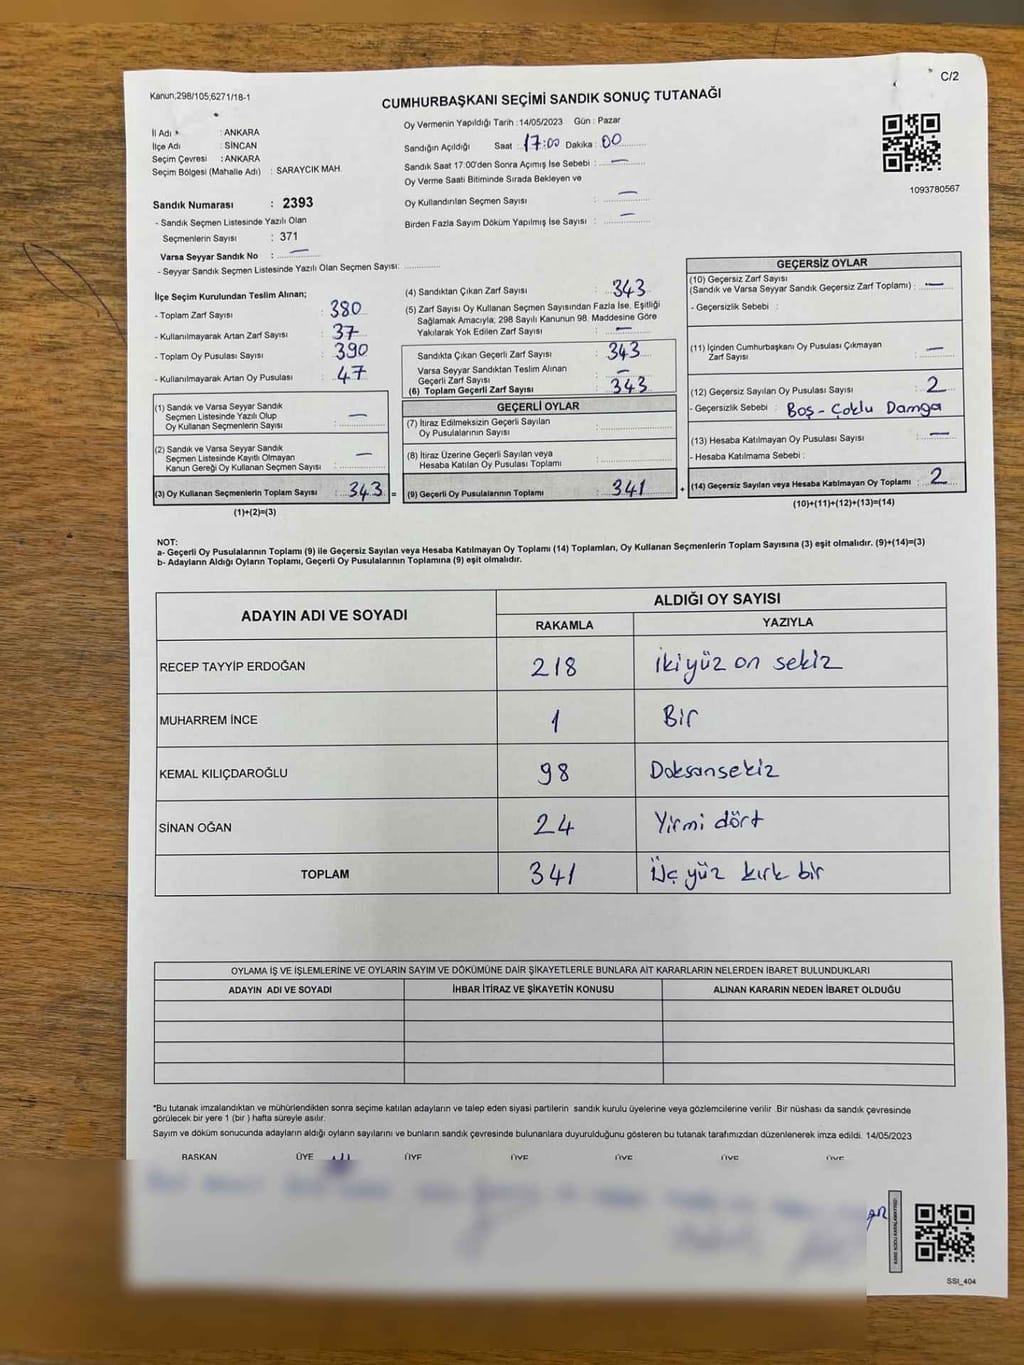 Kanun,298/105,6271/18-1
C/2
CUMHURBAŞKANI SEÇİMİ SANDIK SONUÇ TUTANAĞI
İl Adı : ANKARA
İlçe Adı : SİNCAN
Seçim Çevresi : ANKARA
Seçim Bölgesi (Mahalle Adı) : SARAYCIK MAH.
Sandık Numarası : 2393
- Sandık Seçmen Listesinde Yazılı Olan
Seçmenlerin Sayısı : 371
Varsa Seyyar Sandık No : —
- Seyyar Sandık Seçmen Listesinde Yazılı Olan Seçmen Sayısı:
Oy Vermenin Yapıldığı Tarih :14/05/2023 Gün : Pazar
Sandığın Açıldığı Saat : 17:00 Dakika : 00
Sandık Saat 17:00'den Sonra Açımış İse Sebebi : —
Oy Verme Saati Bitiminde Sırada Bekleyen ve
Oy Kullandırılan Seçmen Sayısı : —
Birden Fazla Sayım Döküm Yapılmış İse Sayısı : —
1093780567
İlçe Seçim Kurulundan Teslim Alınan;
- Toplam Zarf Sayısı : 380
- Kullanılmayarak Artan Zarf Sayısı : 37
- Toplam Oy Pusulası Sayısı : 390
- Kullanılmayarak Artan Oy Pusulası : 47
(1) Sandık ve Varsa Seyyar Sandık
Seçmen Listesinde Yazılı Olup
Oy Kullanan Seçmenlerin Sayısı : —
(2) Sandık ve Varsa Seyyar Sandık
Seçmen Listesinde Kayıtlı Olmayan
Kanun Gereği Oy Kullanan Seçmen Sayısı : —
(3) Oy Kullanan Seçmenlerin Toplam Sayısı : 343 =
(1)+(2)=(3)
(4) Sandıktan Çıkan Zarf Sayısı : 343
(5) Zarf Sayısı Oy Kullanan Seçmen Sayısından Fazla İse, Eşitliği
Sağlamak Amacıyla; 298 Sayılı Kanunun 98. Maddesine Göre
Yakılarak Yok Edilen Zarf Sayısı : —
Sandıkta Çıkan Geçerli Zarf Sayısı : 343
Varsa Seyyar Sandıktan Teslim Alınan
Geçerli Zarf Sayısı : —
(6) Toplam Geçerli Zarf Sayısı : 343
GEÇERLİ OYLAR
(7) İtiraz Edilmeksizin Geçerli Sayılan
Oy Pusulalarının Sayısı :
(8) İtiraz Üzerine Geçerli Sayılan veya
Hesaba Katılan Oy Pusulası Toplamı :
(9) Geçerli Oy Pusulalarının Toplamı : 341 +
GEÇERSİZ OYLAR
(10) Geçersiz Zarf Sayısı
(Sandık ve Varsa Seyyar Sandık Geçersiz Zarf Toplamı) : —
- Geçersizlik Sebebi :
(11) İçinden Cumhurbaşkanı Oy Pusulası Çıkmayan
Zarf Sayısı : —
(12) Geçersiz Sayılan Oy Pusulası Sayısı : 2
- Geçersizlik Sebebi : Boş - Çoklu Damga
(13) Hesaba Katılmayan Oy Pusulası Sayısı : —
- Hesaba Katılmama Sebebi :
(14) Geçersiz Sayılan veya Hesaba Katılmayan Oy Toplamı : 2
(10)+(11)+(12)+(13)=(14)
NOT:
a- Geçerli Oy Pusulalarının Toplamı (9) ile Geçersiz Sayılan veya Hesaba Katılmayan Oy Toplamı (14) Toplamları, Oy Kullanan Seçmenlerin Toplam Sayısına (3) eşit olmalıdır. (9)+(14)=(3)
b- Adayların Aldığı Oyların Toplamı, Geçerli Oy Pusulalarının Toplamına (9) eşit olmalıdır.
ADAYIN ADI VE SOYADI
ALDIĞI OY SAYISI
RAKAMLA YAZIYLA
RECEP TAYYİP ERDOĞAN 218 İkiyüz on sekiz
MUHARREM İNCE 1 Bir
KEMAL KILIÇDAROĞLU 98 Doksansekiz
SİNAN OĞAN 24 Yirmi dört
TOPLAM 341 Üç yüz kırk bir
OYLAMA İŞ VE İŞLEMLERİNE VE OYLARIN SAYIM VE DÖKÜMÜNE DAİR ŞİKAYETLERLE BUNLARA AİT KARARLARIN NELERDEN İBARET BULUNDUKLARI
ADAYIN ADI VE SOYADI İHBAR İTİRAZ VE ŞİKAYETİN KONUSU ALINAN KARARIN NEDEN İBARET OLDUĞU
*Bu tutanak imzalandıktan ve mühürlendikten sonra seçime katılan adayların ve talep eden siyasi partilerin sandık kurulu üyelerine veya gözlemcilerine verilir .Bir nüshası da sandık çevresinde
görülecek bir yere 1 (bir ) hafta süreyle asılır.
Sayım ve döküm sonucunda adayların aldığı oyların sayılarını ve bunların sandık çevresinde bulunanlara duyurulduğunu gösteren bu tutanak tarafımızdan düzenlenerek imza edildi. 14/05/2023
BAŞKAN ÜYE ÜYE ÜYE ÜYE ÜYE ÜYE
SSI_404